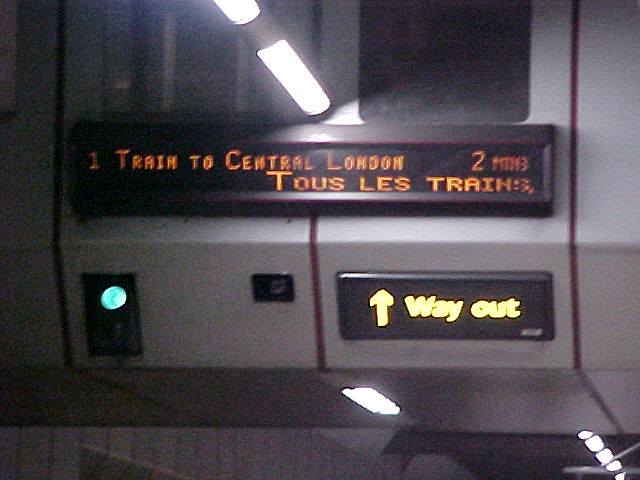 1 Train to Central London 2 mins
Tous les trains
Way out